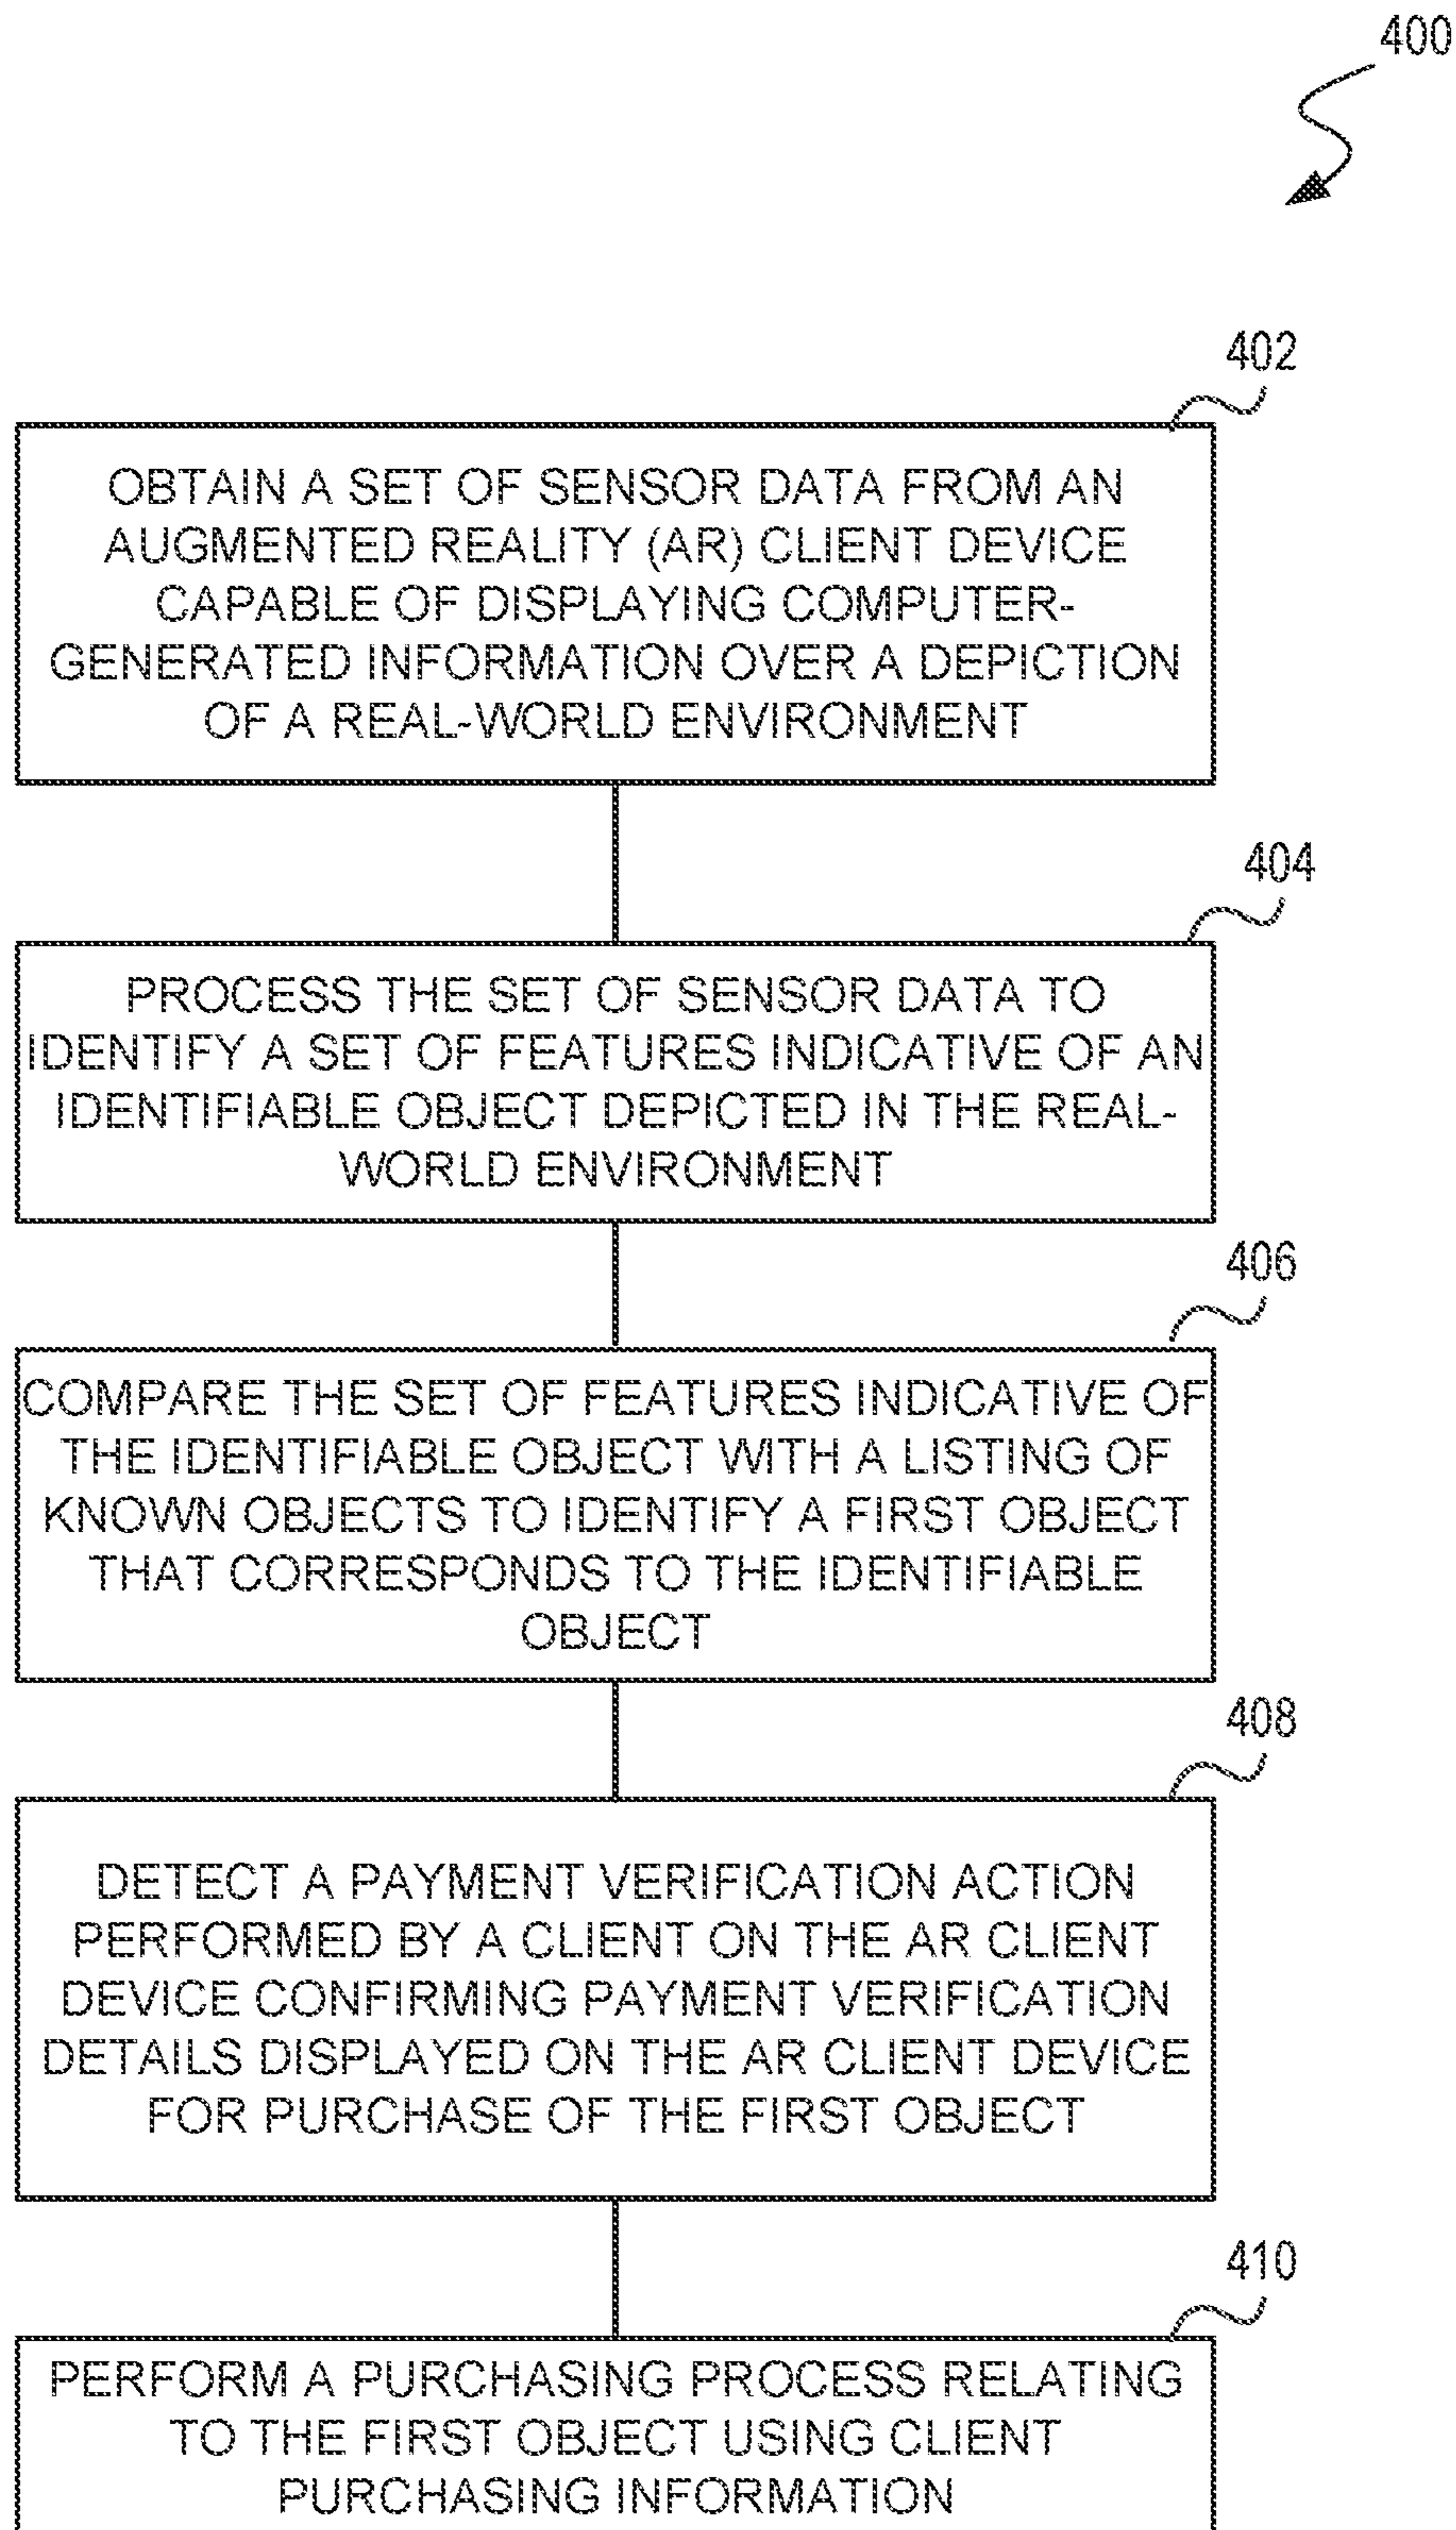 400
402
OBTAIN A SET OF SENSOR DATA FROM AN
AUGMENTED REALITY (AR) CLIENT DEVICE
CAPABLE OF DISPLAYING COMPUTER-
GENERATED INFORMATION OVER A DEPICTION
OF A REAL-WORLD ENVIRONMENT
404
PROCESS THE SET OF SENSOR DATA TO
IDENTIFY A SET OF FEATURES INDICATIVE OF AN
IDENTIFIABLE OBJECT DEPICTED IN THE REAL-
WORLD ENVIRONMENT
406
COMPARE THE SET OF FEATURES INDICATIVE OF
THE IDENTIFIABLE OBJECT WITH A LISTING OF
KNOWN OBJECTS TO IDENTIFY A FIRST OBJECT
THAT CORRESPONDS TO THE IDENTIFIABLE
OBJECT
408
DETECT A PAYMENT VERIFICATION ACTION
PERFORMED BY A CLIENT ON THE AR CLIENT
DEVICE CONFIRMING PAYMENT VERIFICATION
DETAILS DISPLAYED ON THE AR CLIENT DEVICE
FOR PURCHASE OF THE FIRST OBJECT
410
PERFORM A PURCHASING PROCESS RELATING
TO THE FIRST OBJECT USING CLIENT
PURCHASING INFORMATION